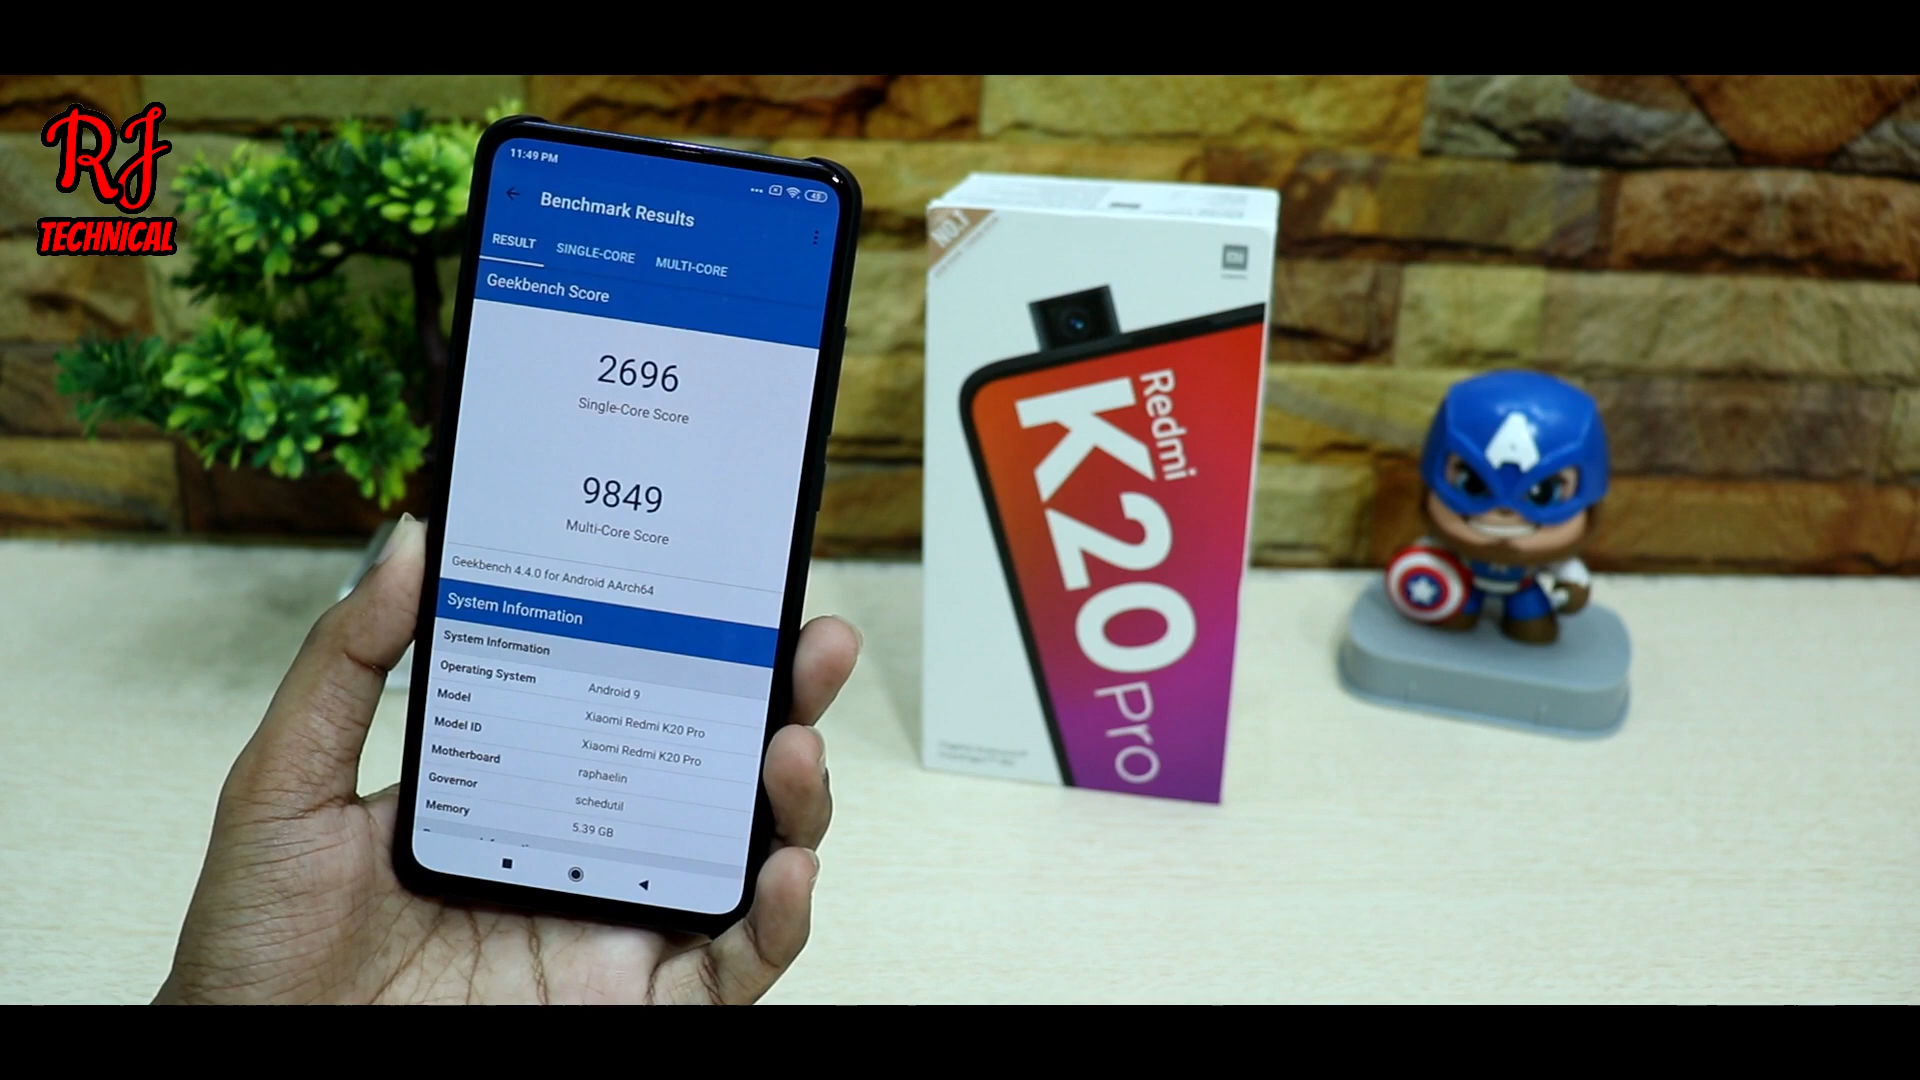 RJ
TECHNICAL
11:49 PM
48
Benchmark Results
RESULT SINGLE-CORE MULTI-CORE
Geekbench Score
2696
Single-Core Score
9849
Multi-Core Score
Geekbench 4.4.0 for Android AArch64
System Information
System Information
Operating System Android 9
Model Xiaomi Redmi K20 Pro
Model ID Xiaomi Redmi K20 Pro
Motherboard raphaelin
Governor schedutil
Memory 5.39 GB
NO.1
mi
Redmi
K20 Pro
A